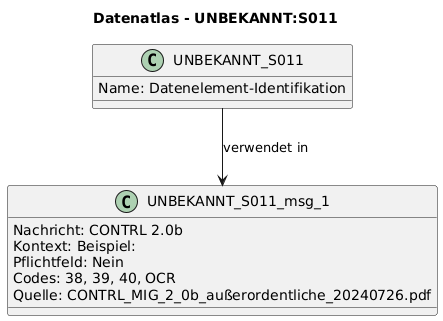 Datenatlas - UNBEKANNT:S011
C UNBEKANNT_S011
Name: Datenelement-Identifikation
verwendet in
C UNBEKANNT_S011_msg_1
Nachricht: CONTRL 2.0b
Kontext: Beispiel:
Pflichtfeld: Nein
Codes: 38, 39, 40, OCR
Quelle: CONTRL_MIG_2_0b_außerordentliche_20240726.pdf